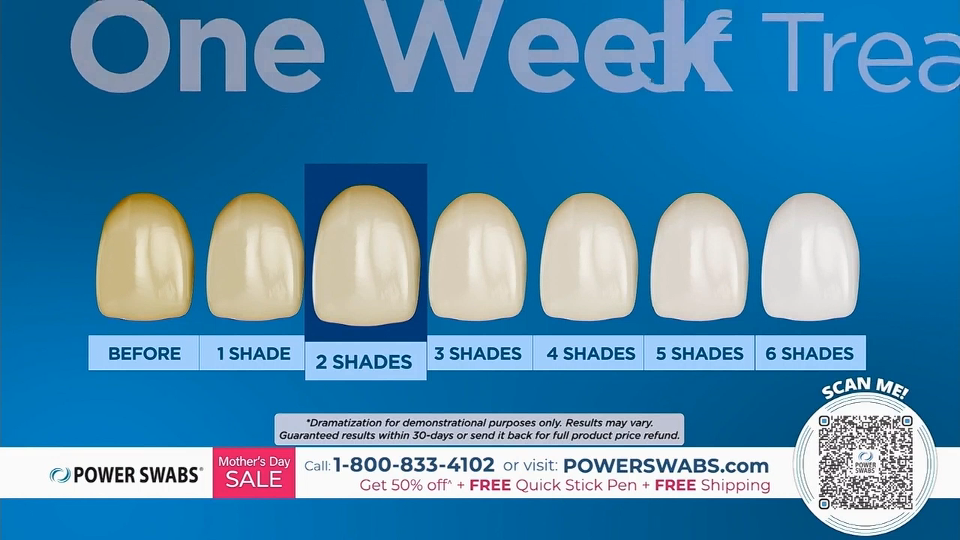 One Week of Trea
BEFORE
1 SHADE
2 SHADES
3 SHADES
4 SHADES
5 SHADES
6 SHADES
SCAN ME!
*Dramatization for demonstrational purposes only. Results may vary.
Guaranteed results within 30-days or send it back for full product price refund.
POWER SWABS®
Mother's Day
SALE
Call: 1-800-833-4102 or visit: POWERSWABS.com
Get 50% off^ + FREE Quick Stick Pen + FREE Shipping
POWER
SWABS